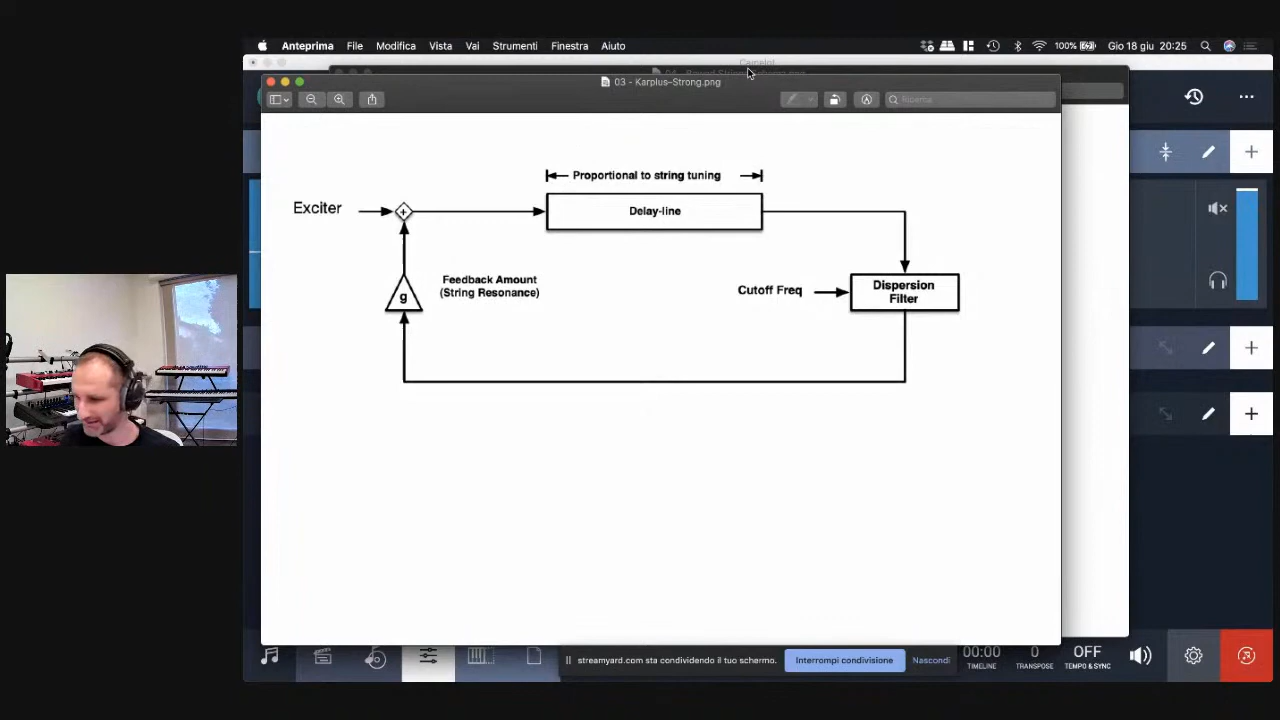 Anteprima File Modifica Vista Vai Strumenti Finestra Aiuto 100% Gio 18 giu 20:25
Camelot
03 - Karplus-Strong.png
Ricerca
Proportional to string tuning
Exciter
+
Delay-line
Feedback Amount
(String Resonance)
g
Cutoff Freq
Dispersion
Filter
streamyard.com sta condividendo il tuo schermo. Interrompi condivisione Nascondi
00:00 0 OFF
TIMELINE TRANSPOSE TEMPO & SYNC